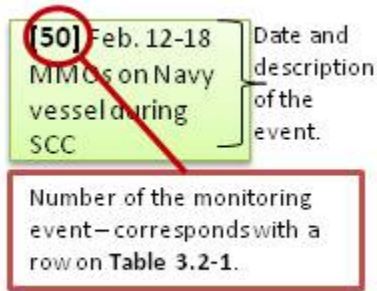 [50] Feb. 12-18
MMOs on Navy
vessel during
SCC
Date and
description
of the
event.
Number of the monitoring
event – corresponds with a
row on Table 3.2-1.